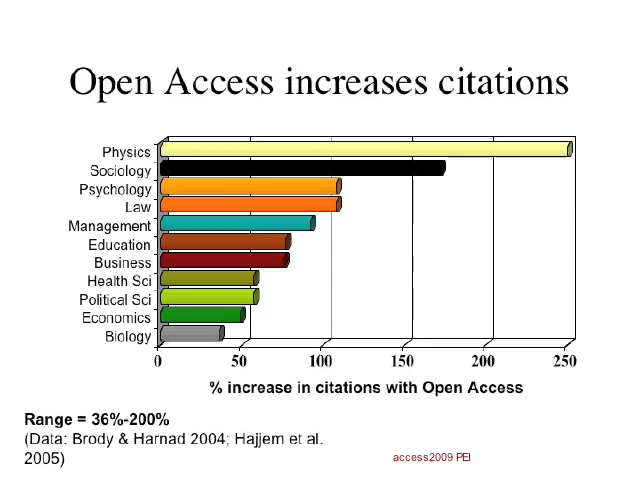 Open Access increases citations
Physics
Sociology
Psychology
Law
Management
Education
Business
Health Sci
Political Sci
Economics
Biology
0 50 100 150 200 250
% increase in citations with Open Access
Range = 36%-200%
(Data: Brody & Harnad 2004; Hajjem et al.
2005)
access2009 PEI